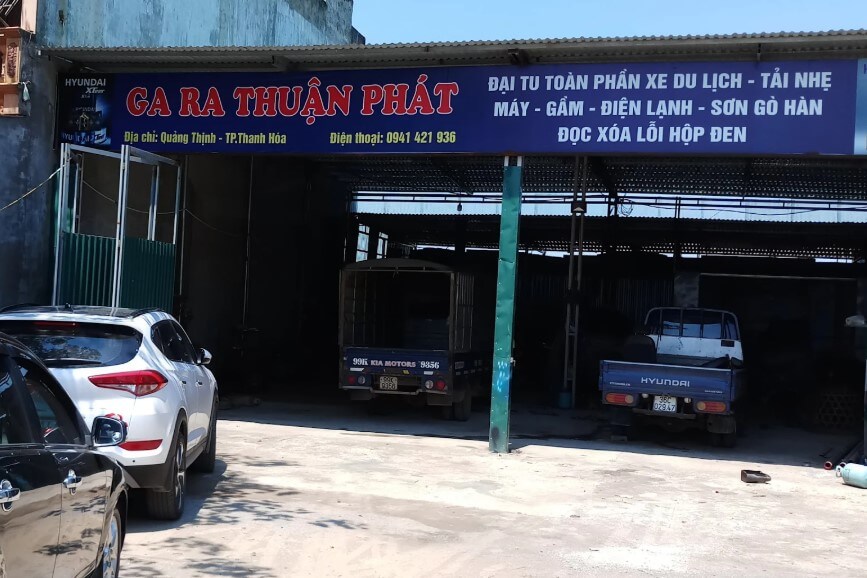 HYUNDAI
GA RA THUẬN PHÁT
Địa chỉ: Quảng Thịnh - TP.Thanh Hóa
Điện thoại: 0941 421 936
ĐẠI TU TOÀN PHẦN XE DU LỊCH - TẢI NHẸ
MÁY - GẦM - ĐIỆN LẠNH - SƠN GÒ HÀN
ĐỌC XÓA LỖI HỘP ĐEN
99K KIA MOTORS 9356
HYUNDAI